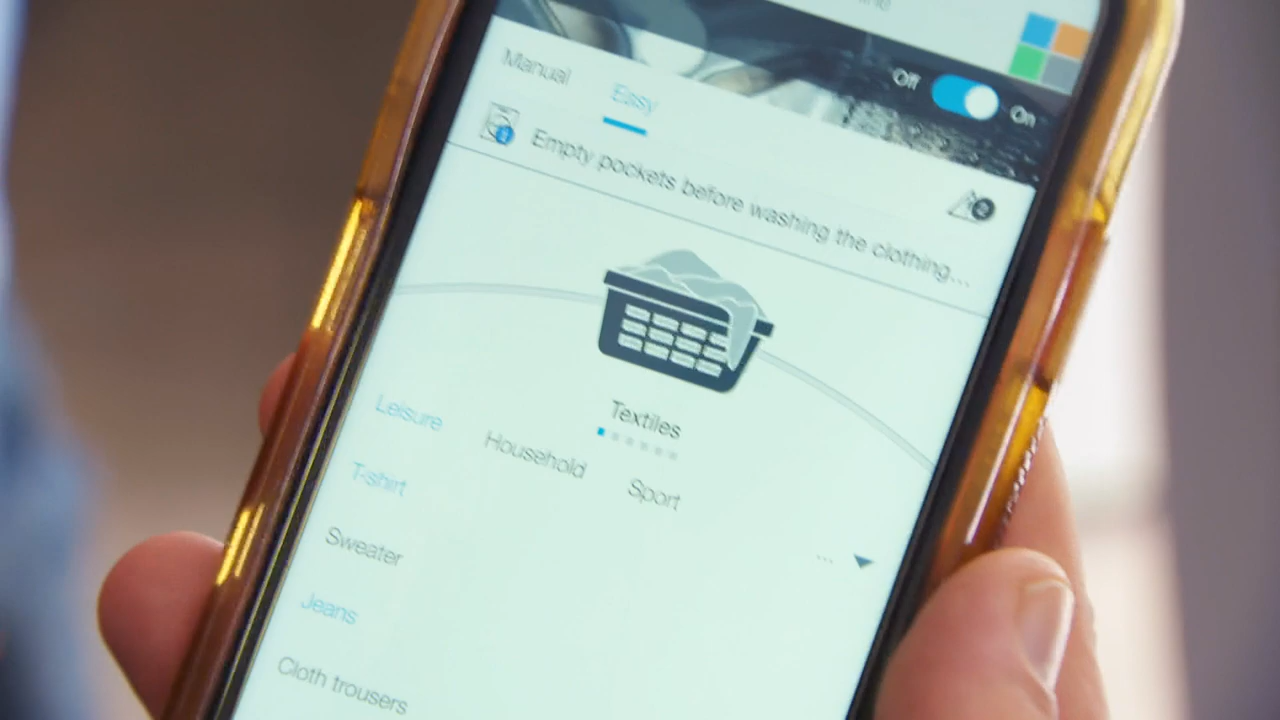 Off
On
Manual
Easy
Empty pockets before washing the clothing...
Textiles
Leisure
Household
Sport
T-shirt
...
Sweater
Jeans
Cloth trousers